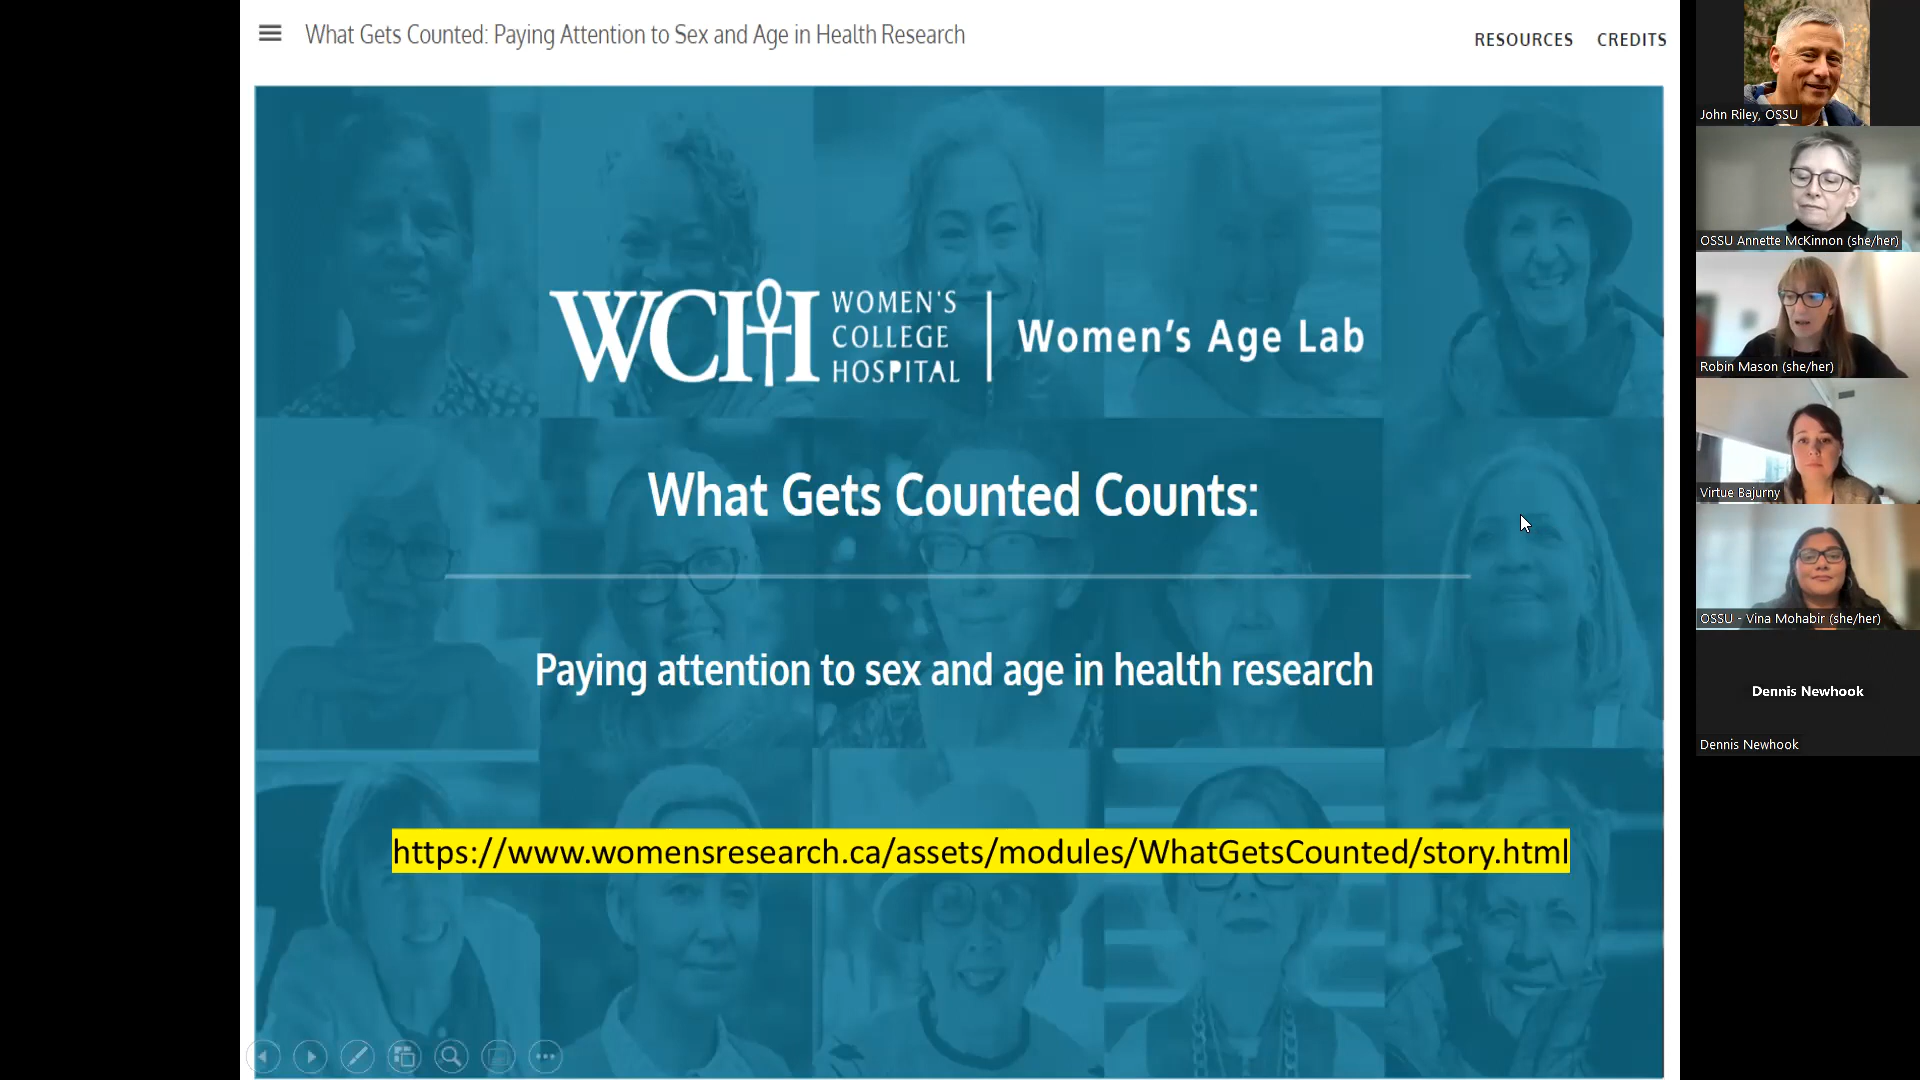 What Gets Counted: Paying Attention to Sex and Age in Health Research
RESOURCES CREDITS
WCH WOMEN'S COLLEGE HOSPITAL
Women's Age Lab
What Gets Counted Counts:
Paying attention to sex and age in health research
https://www.womensresearch.ca/assets/modules/WhatGetsCounted/story.html
John Riley, OSSU
OSSU Annette McKinnon (she/her)
Robin Mason (she/her)
Virtue Bajurny
OSSU - Vina Mohabir (she/her)
Dennis Newhook
Dennis Newhook